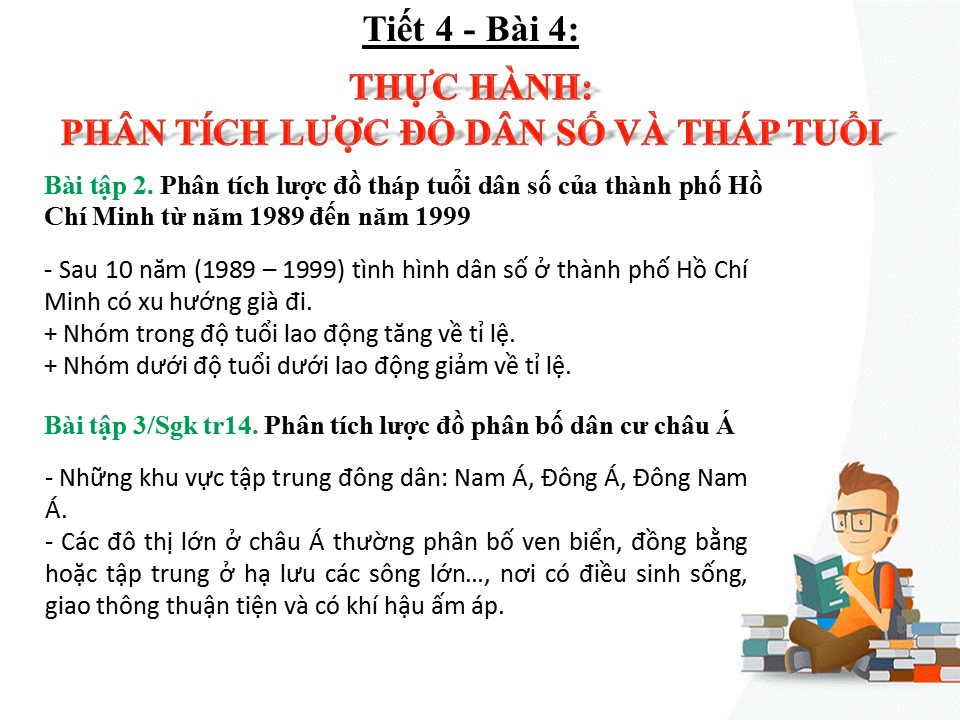 Tiết 4 - Bài 4:
THỰC HÀNH:
PHÂN TÍCH LƯỢC ĐỒ DÂN SỐ VÀ THÁP TUỔI
Bài tập 2. Phân tích lược đồ tháp tuổi dân số của thành phố Hồ
Chí Minh từ năm 1989 đến năm 1999
- Sau 10 năm (1989 – 1999) tình hình dân số ở thành phố Hồ Chí
Minh có xu hướng già đi.
+ Nhóm trong độ tuổi lao động tăng về tỉ lệ.
+ Nhóm dưới độ tuổi dưới lao động giảm về tỉ lệ.
Bài tập 3/Sgk tr14. Phân tích lược đồ phân bố dân cư châu Á
- Những khu vực tập trung đông dân: Nam Á, Đông Á, Đông Nam
Á.
- Các đô thị lớn ở châu Á thường phân bố ven biển, đồng bằng
hoặc tập trung ở hạ lưu các sông lớn…, nơi có điều sinh sống,
giao thông thuận tiện và có khí hậu ấm áp.